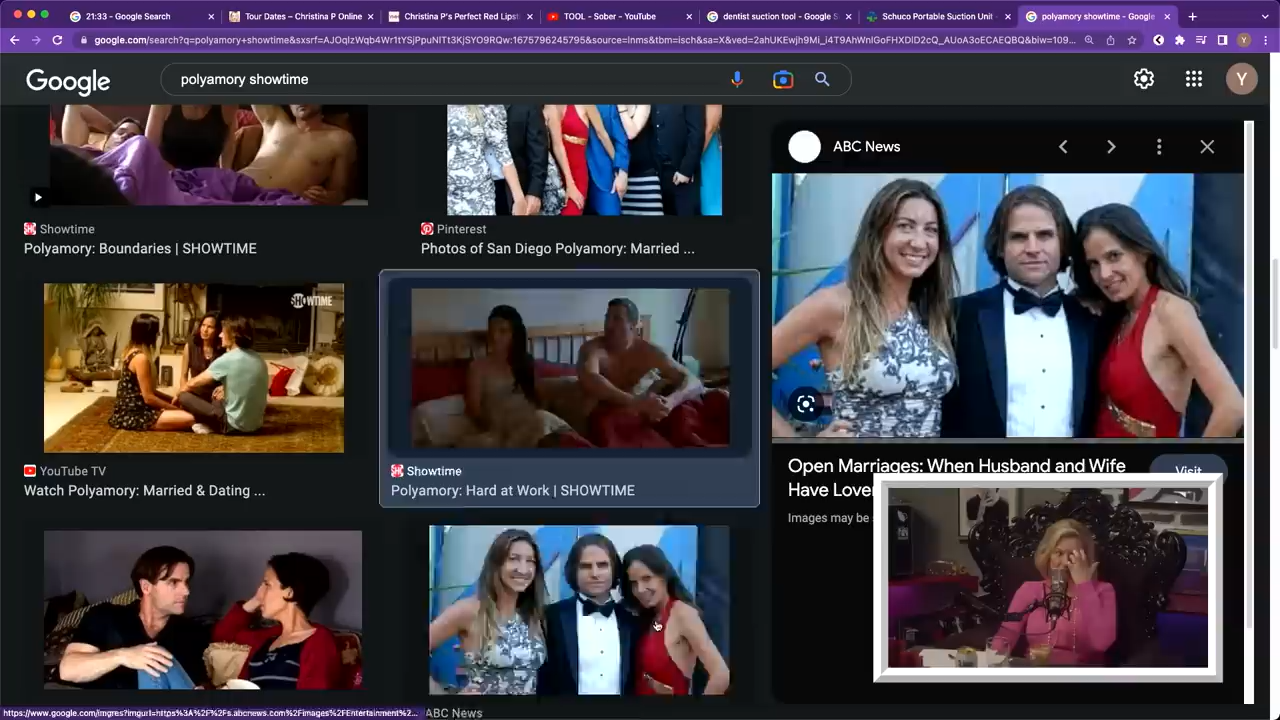 21:33 - Google Search
Tour Dates – Christina P Online
Christina P's Perfect Red Lipst
TOOL - Sober - YouTube
dentist suction tool - Google S
Schuco Portable Suction Unit
polyamory showtime - Google
Google
polyamory showtime
Y
Showtime
Polyamory: Boundaries | SHOWTIME
Pinterest
Photos of San Diego Polyamory: Married ...
SHOWTIME
YouTube TV
Watch Polyamory: Married & Dating ...
Showtime
Polyamory: Hard at Work | SHOWTIME
ABC News
ABC News
Open Marriages: When Husband and Wife
Have Love
Visit
Images may be